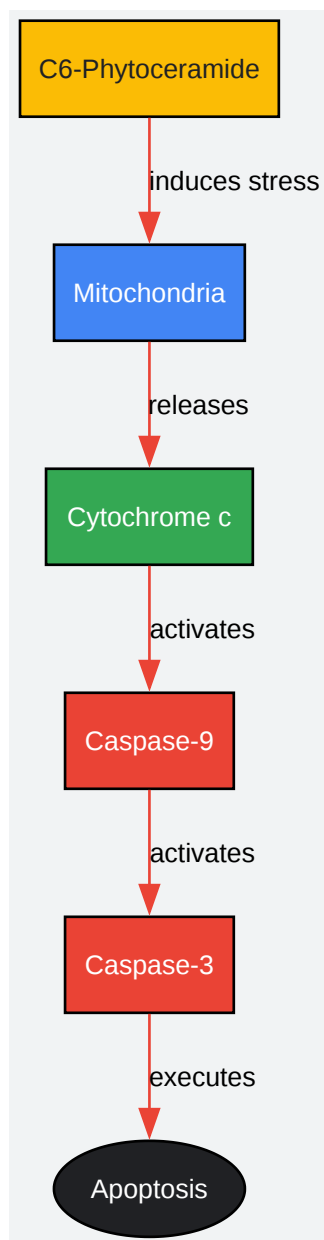 C6-Phytoceramide
induces stress
Mitochondria
releases
Cytochrome c
activates
Caspase-9
activates
Caspase-3
executes
Apoptosis